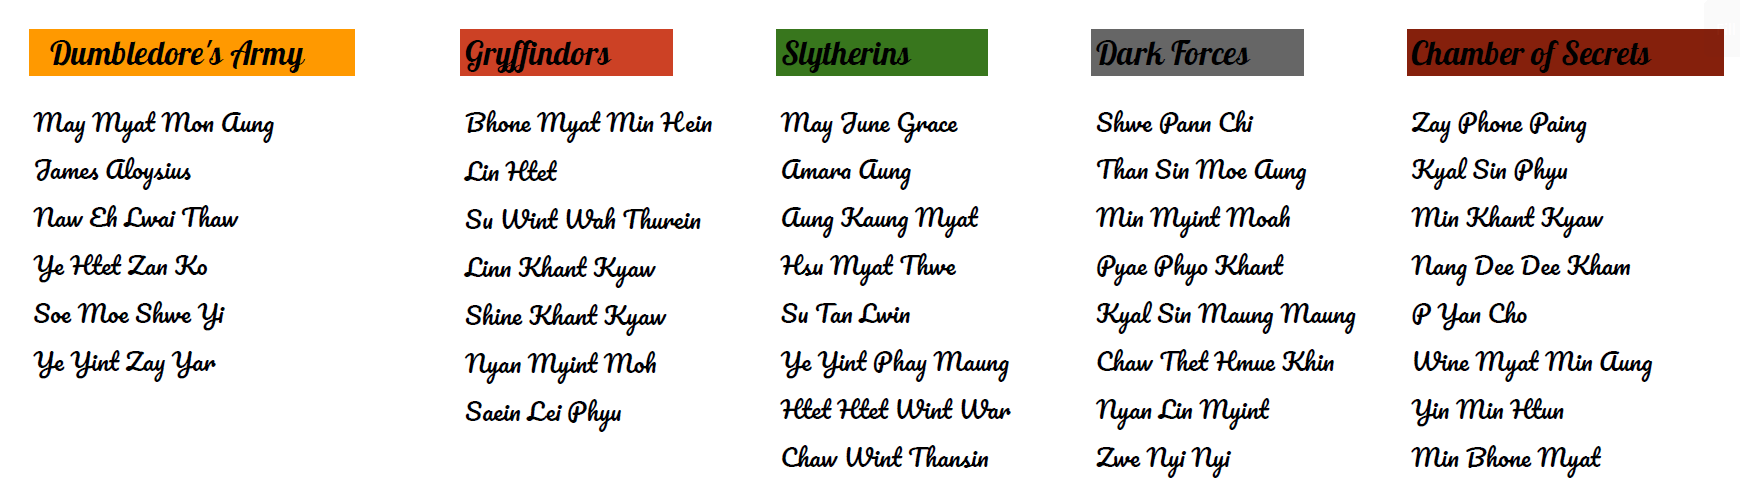 Dumbledore's Army
May Myat Mon Aung
James Aloysius
Naw Eh Lwai Thaw
Ye Htet Zan Ko
Soe Moe Shwe Yi
Ye Yint Zay Yar
Gryffindors
Bhone Myat Min Hein
Lin Htet
Su Wint Wah Thurein
Linn Khant Kyaw
Shine Khant Kyaw
Nyan Myint Moh
Saein Lei Phyu
Slytherins
May June Grace
Amara Aung
Aung Kaung Myat
Hsu Myat Thwe
Su Tan Lwin
Ye Yint Phay Maung
Htet Htet Wint War
Chaw Wint Thansin
Dark Forces
Shwe Pann Chi
Than Sin Moe Aung
Min Myint Moah
Pyae Phyo Khant
Kyal Sin Maung Maung
Chaw Thet Hmue Khin
Nyan Lin Myint
Zwe Nyi Nyi
Chamber of Secrets
Zay Phone Paing
Kyal Sin Phyu
Min Khant Kyaw
Nang Dee Dee Kham
P Yan Cho
Wine Myat Min Aung
Yin Min Htun
Min Bhone Myat